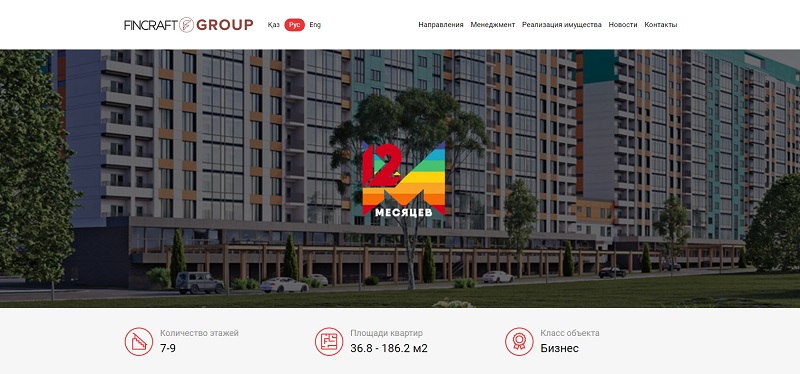 FINCRAFT GROUP Қаз Рус Eng Направления Менеджмент Реализация имущества Новости Контакты
12
МЕСЯЦЕВ
Количество этажей Площади квартир Класс объекта
7-9 36.8 - 186.2 м2 Бизнес